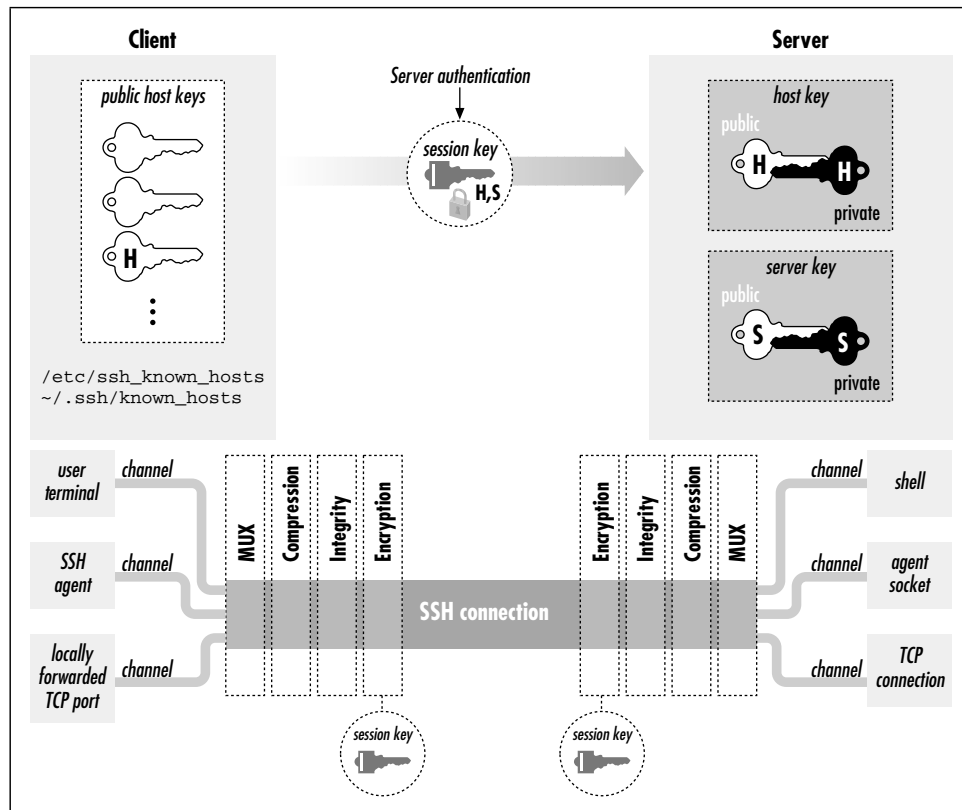 Client
Server
public host keys
H
/etc/ssh_known_hosts
~/.ssh/known_hosts
Server authentication
session key
H,S
host key
public
H
H
private
server key
public
S
S
private
user
terminal
channel
SSH
agent
channel
locally
forwarded
TCP port
channel
MUX
Compression
Integrity
Encryption
SSH connection
Encryption
Integrity
Compression
MUX
channel
shell
channel
agent
socket
channel
TCP
connection
session key
session key